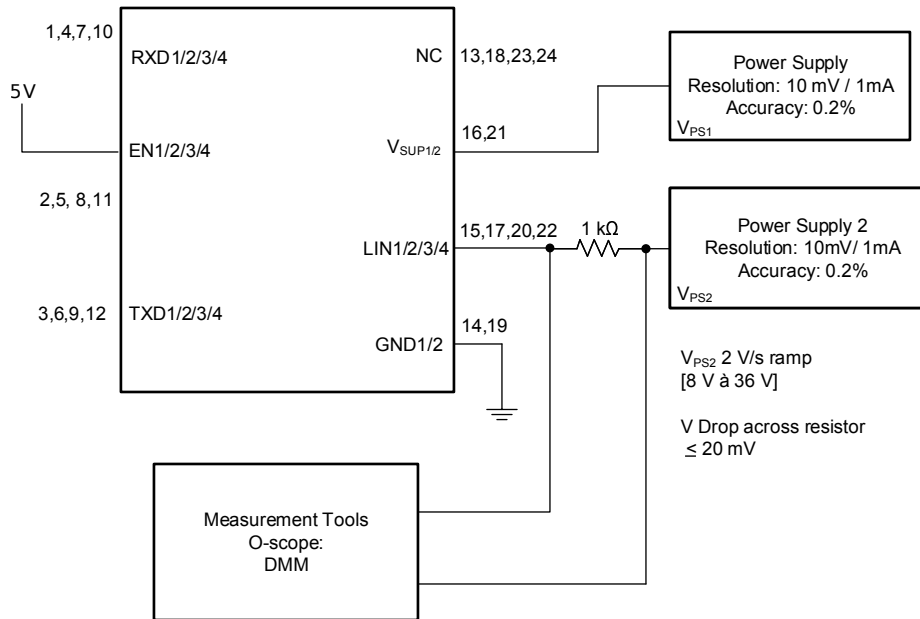 1,4,7,10
RXD1/2/3/4
NC
13,18,23,24
5V
EN1/2/3/4
16,21
VSUP1/2
2,5, 8,11
15,17,20,22
LIN1/2/3/4
1 kΩ
3,6,9,12
TXD1/2/3/4
14,19
GND1/2
Power Supply
Resolution: 10 mV / 1mA
Accuracy: 0.2%
VPS1
Power Supply 2
Resolution: 10mV/ 1mA
Accuracy: 0.2%
VPS2
VPS2 2 V/s ramp
[8 V à 36 V]
V Drop across resistor
≤ 20 mV
Measurement Tools
O-scope:
DMM